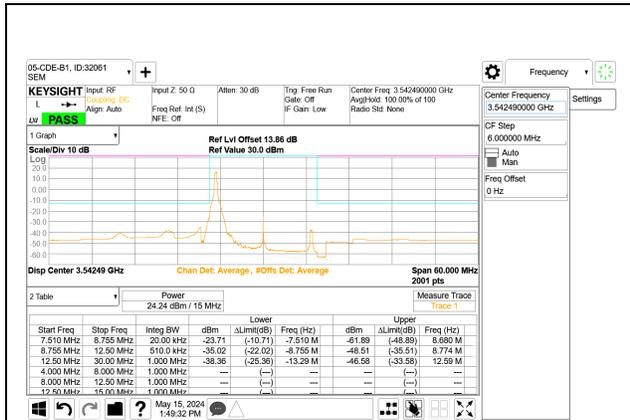 05-CDE-B1, ID:32061
SEM
Frequency
KEYSIGHT
Input: RF
Coupling: DC
Align: Auto
Input Z: 50 Ω
Freq Ref: Int (S)
NFE: Off
Atten: 30 dB
Trig: Free Run
Gate: Off
IF Gain: Low
Center Freq: 3.542490000 GHz
Avg|Hold: 100.00% of 100
Radio Std: None
L
LXI
PASS
Center Frequency
3.542490000 GHz
Settings
CF Step
6.000000 MHz
Auto
Man
Freq Offset
0 Hz
1 Graph
Scale/Div 10 dB
Ref Lvl Offset 13.86 dB
Ref Value 30.0 dBm
Log
20.0
10.0
0.00
-10.0
-20.0
-30.0
-40.0
-50.0
-60.0
Disp Center 3.54249 GHz
Chan Det: Average , #Offs Det: Average
Span 60.000 MHz
2001 pts
2 Table
Power
24.24 dBm / 15 MHz
Measure Trace
Trace 1
Lower Upper
Start Freq Stop Freq Integ BW dBm ΔLimit(dB) Freq (Hz) dBm ΔLimit(dB) Freq (Hz)
7.510 MHz 8.755 MHz 20.00 kHz -23.71 (-10.71) -7.510 M -61.89 (-48.89) 8.680 M
8.755 MHz 12.50 MHz 510.0 kHz -35.02 (-22.02) -8.755 M -48.51 (-35.51) 8.774 M
12.50 MHz 30.00 MHz 1.000 MHz -38.36 (-25.36) -13.29 M -46.58 (-33.58) 12.59 M
4.000 MHz 8.000 MHz 1.000 MHz --- (---) --- --- (---) ---
8.000 MHz 12.50 MHz 1.000 MHz --- (---) --- --- (---) ---
12.50 MHz 15.00 MHz 1.000 MHz --- (---) --- --- (---) ---
May 15, 2024
1:49:32 PM